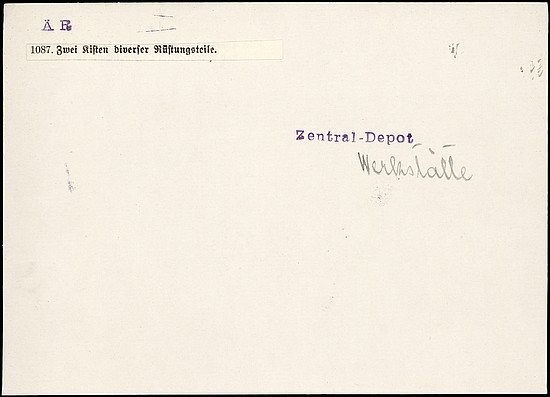 ÄR
1087. Zwei Kisten diverser Rüstungsteile.
Zentral-Depot
Werkstätte